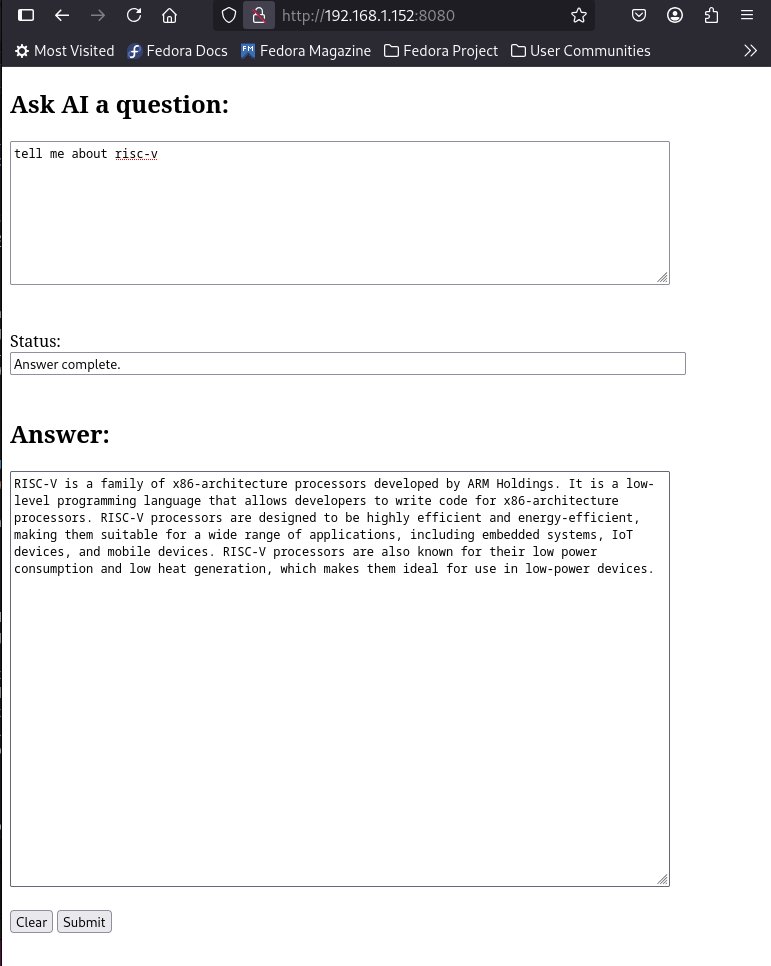 http://192.168.1.152:8080
Most Visited Fedora Docs FM Fedora Magazine Fedora Project User Communities
Ask AI a question:
tell me about risc-v
Status:
Answer complete.
Answer:
RISC-V is a family of x86-architecture processors developed by ARM Holdings. It is a low-
level programming language that allows developers to write code for x86-architecture
processors. RISC-V processors are designed to be highly efficient and energy-efficient,
making them suitable for a wide range of applications, including embedded systems, IoT
devices, and mobile devices. RISC-V processors are also known for their low power
consumption and low heat generation, which makes them ideal for use in low-power devices.
Clear Submit